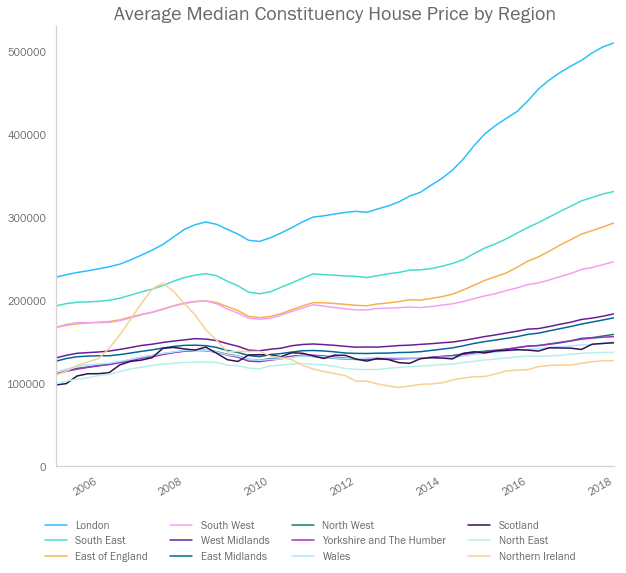 Average Median Constituency House Price by Region
500000
400000
300000
200000
100000
0
2006 2008 2010 2012 2014 2016 2018
London South West North West Scotland
South East West Midlands Yorkshire and The Humber North East
East of England East Midlands Wales Northern Ireland